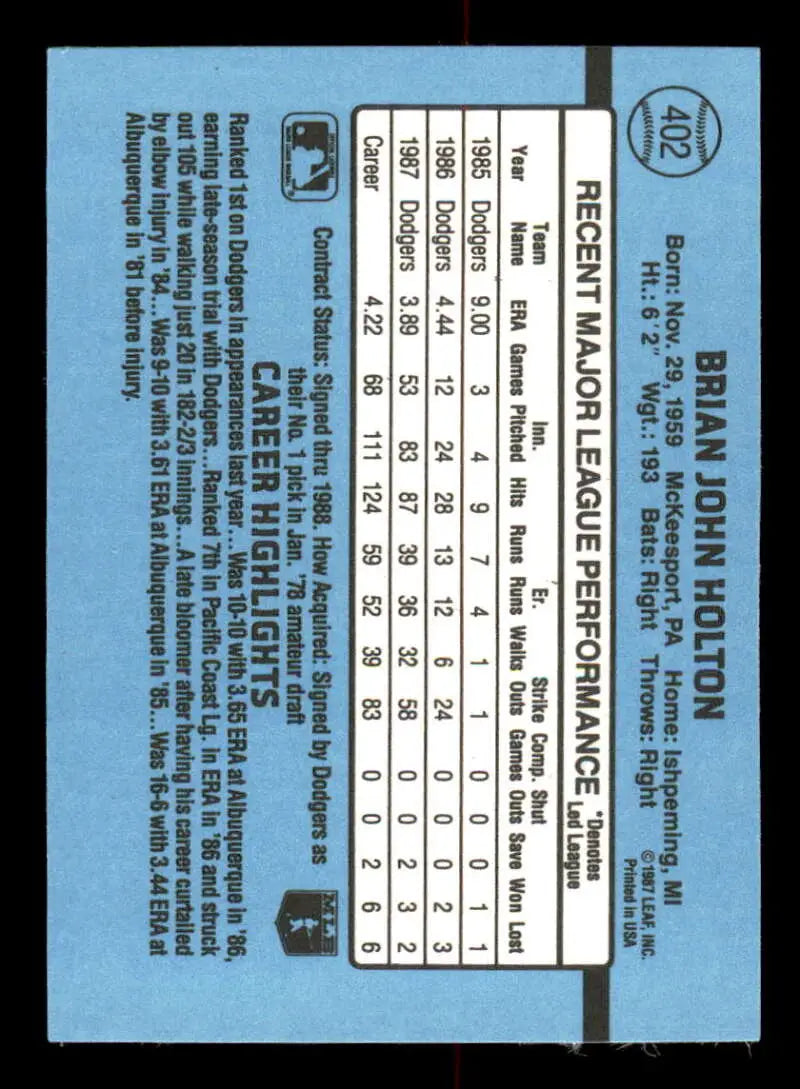 402
BRIAN JOHN HOLTON
Born: Nov. 29, 1959 McKeesport, PA Home: Ishpeming, MI
Ht.: 6'2" Wgt.: 193 Bats: Right Throws: Right
© 1987 LEAF, INC.
Printed in USA
RECENT MAJOR LEAGUE PERFORMANCE
*Denotes
Led League
Team Inn. Er. Strike Comp. Shut
Year Name ERA Games Pitched Hits Runs Runs Walks Outs Games Outs Save Won Lost
1985 Dodgers 9.00 3 4 9 7 4 1 1 0 0 0 1 1
1986 Dodgers 4.44 12 24 28 13 12 6 24 0 0 0 2 3
1987 Dodgers 3.89 53 83 87 39 36 32 58 0 0 2 3 2
Career 4.22 68 111 124 59 52 39 83 0 0 2 6 6
Contract Status: Signed thru 1988. How Acquired: Signed by Dodgers as
their No. 1 pick in Jan. '78 amateur draft
MLB
CAREER HIGHLIGHTS
Ranked 1st on Dodgers in appearances last year... Was 10-10 with 3.65 ERA at Albuquerque in '86,
earning late-season trial with Dodgers...Ranked 7th in Pacific Coast Lg. in ERA in '86 and struck
out 105 while walking just 20 in 182-2/3 innings...A late bloomer after having his career curtailed
by elbow injury in '84... Was 9-10 with 3.61 ERA at Albuquerque in '85... Was 16-6 with 3.44 ERA at
Albuquerque in '81 before injury.